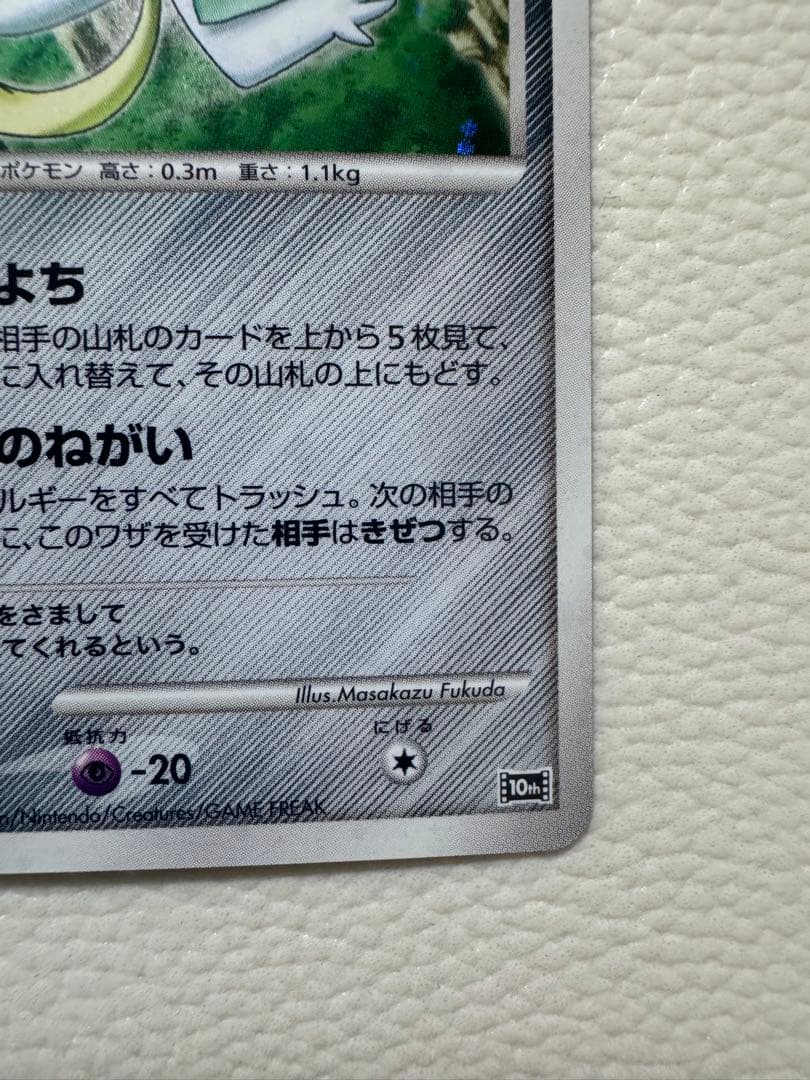 ポケモン 高さ：0.3m 重さ：1.1kg
よち
相手の山札のカードを上から5枚見て、
に入れ替えて、その山札の上にもどす。
のねがい
ルギーをすべてトラッシュ。次の相手の
に、このワザを受けた相手はきぜつする。
をさまして
てくれるという。
Illus.Masakazu Fukuda
抵抗力
にげる
-20
10th
n/Nintendo/Creatures/GAME FREAK